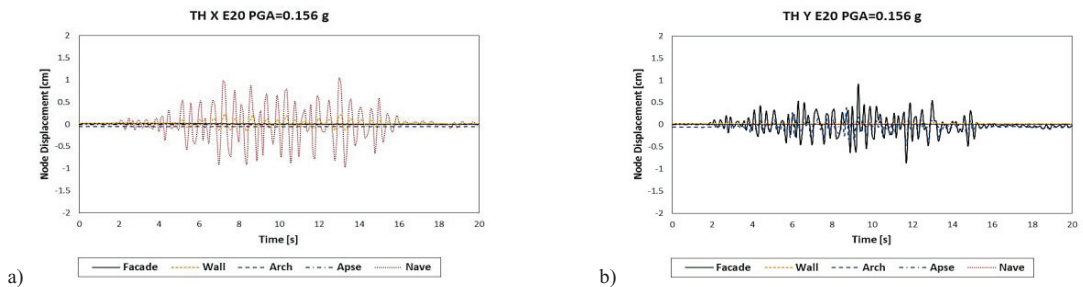 TH X E20 PGA=0.156 g
Node Displacement [cm]
2
1.5
1
0.5
0
-0.5
-1
-1.5
-2
0 2 4 6 8 10 12 14 16 18 20
Time [s]
Facade Wall Arch Apse Nave
a)
TH Y E20 PGA=0.156 g
Node Displacement [cm]
2
1.5
1
0.5
0
-0.5
-1
-1.5
-2
0 2 4 6 8 10 12 14 16 18 20
Time [s]
Facade Wall Arch Apse Nave
b)